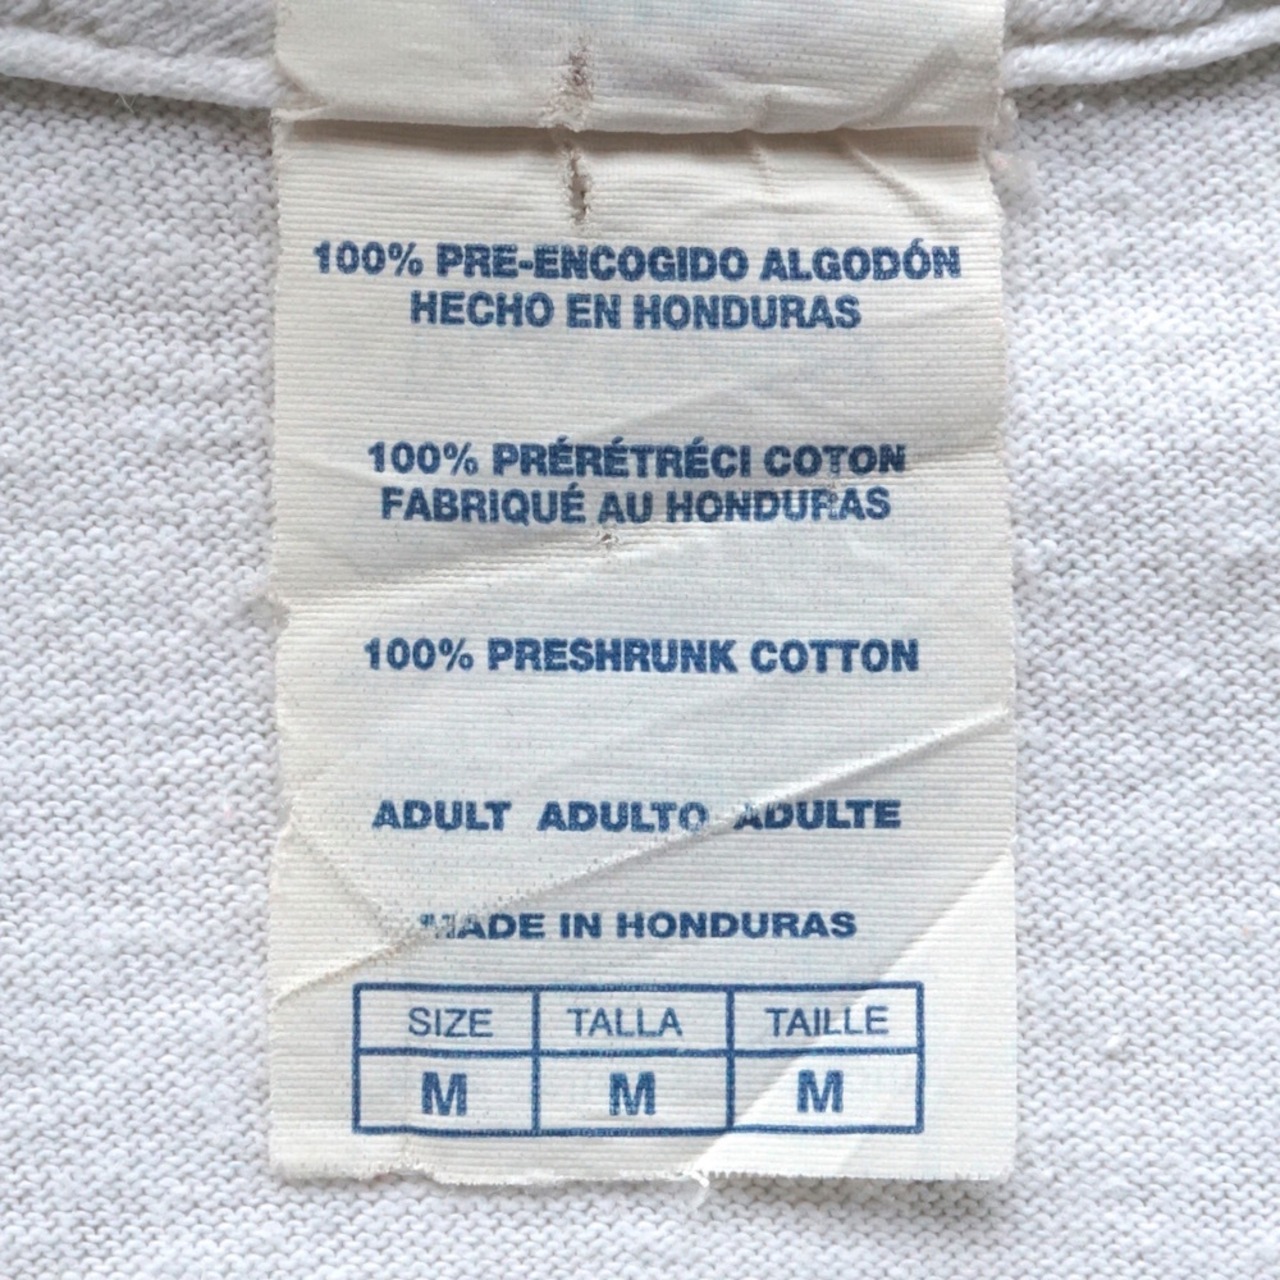 100% PRE-ENCOGIDO ALGODÓN
HECHO EN HONDURAS
100% PRÉRÉTRÉCI COTON
FABRIQUÉ AU HONDURAS
100% PRESHRUNK COTTON
ADULT ADULTO ADULTE
MADE IN HONDURAS
SIZE TALLA TAILLE
M M M